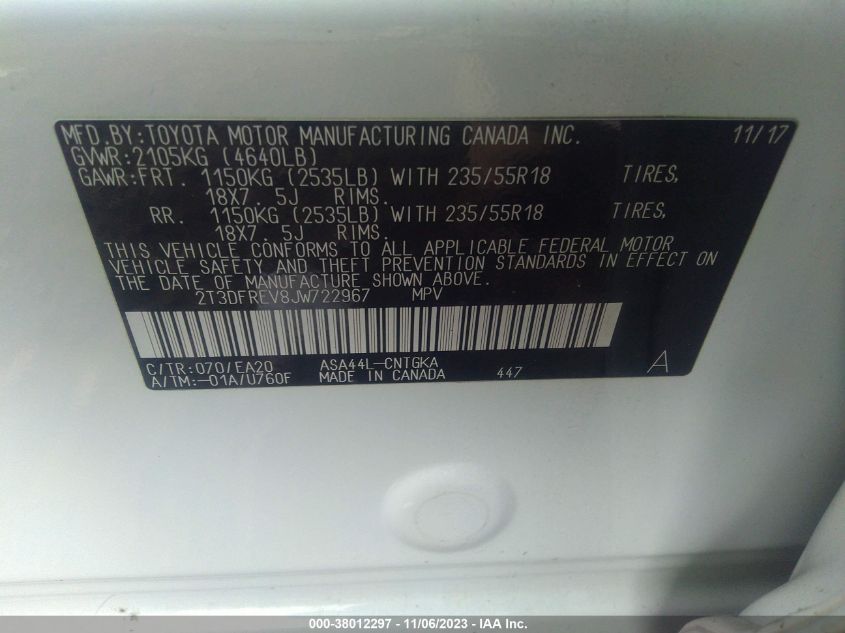 MFD.BY:TOYOTA MOTOR MANUFACTURING CANADA INC. 11/17
GVWR:2105KG (4640LB)
GAWR:FRT. 1150KG (2535LB) WITH 235/55R18 TIRES,
18X7. 5J RIMS.
RR. 1150KG (2535LB) WITH 235/55R18 TIRES,
18X7. 5J RIMS.
THIS VEHICLE CONFORMS TO ALL APPLICABLE FEDERAL MOTOR
VEHICLE SAFETY AND THEFT PREVENTION STANDARDS IN EFFECT ON
THE DATE OF MANUFACTURE SHOWN ABOVE.
2T3DFREV8JW722967 MPV
C/TR:070/EA20 ASA44L-CNTGKA
A/TM:-01A/U760F MADE IN CANADA 447 A
000-38012297 - 11/06/2023 - IAA Inc.